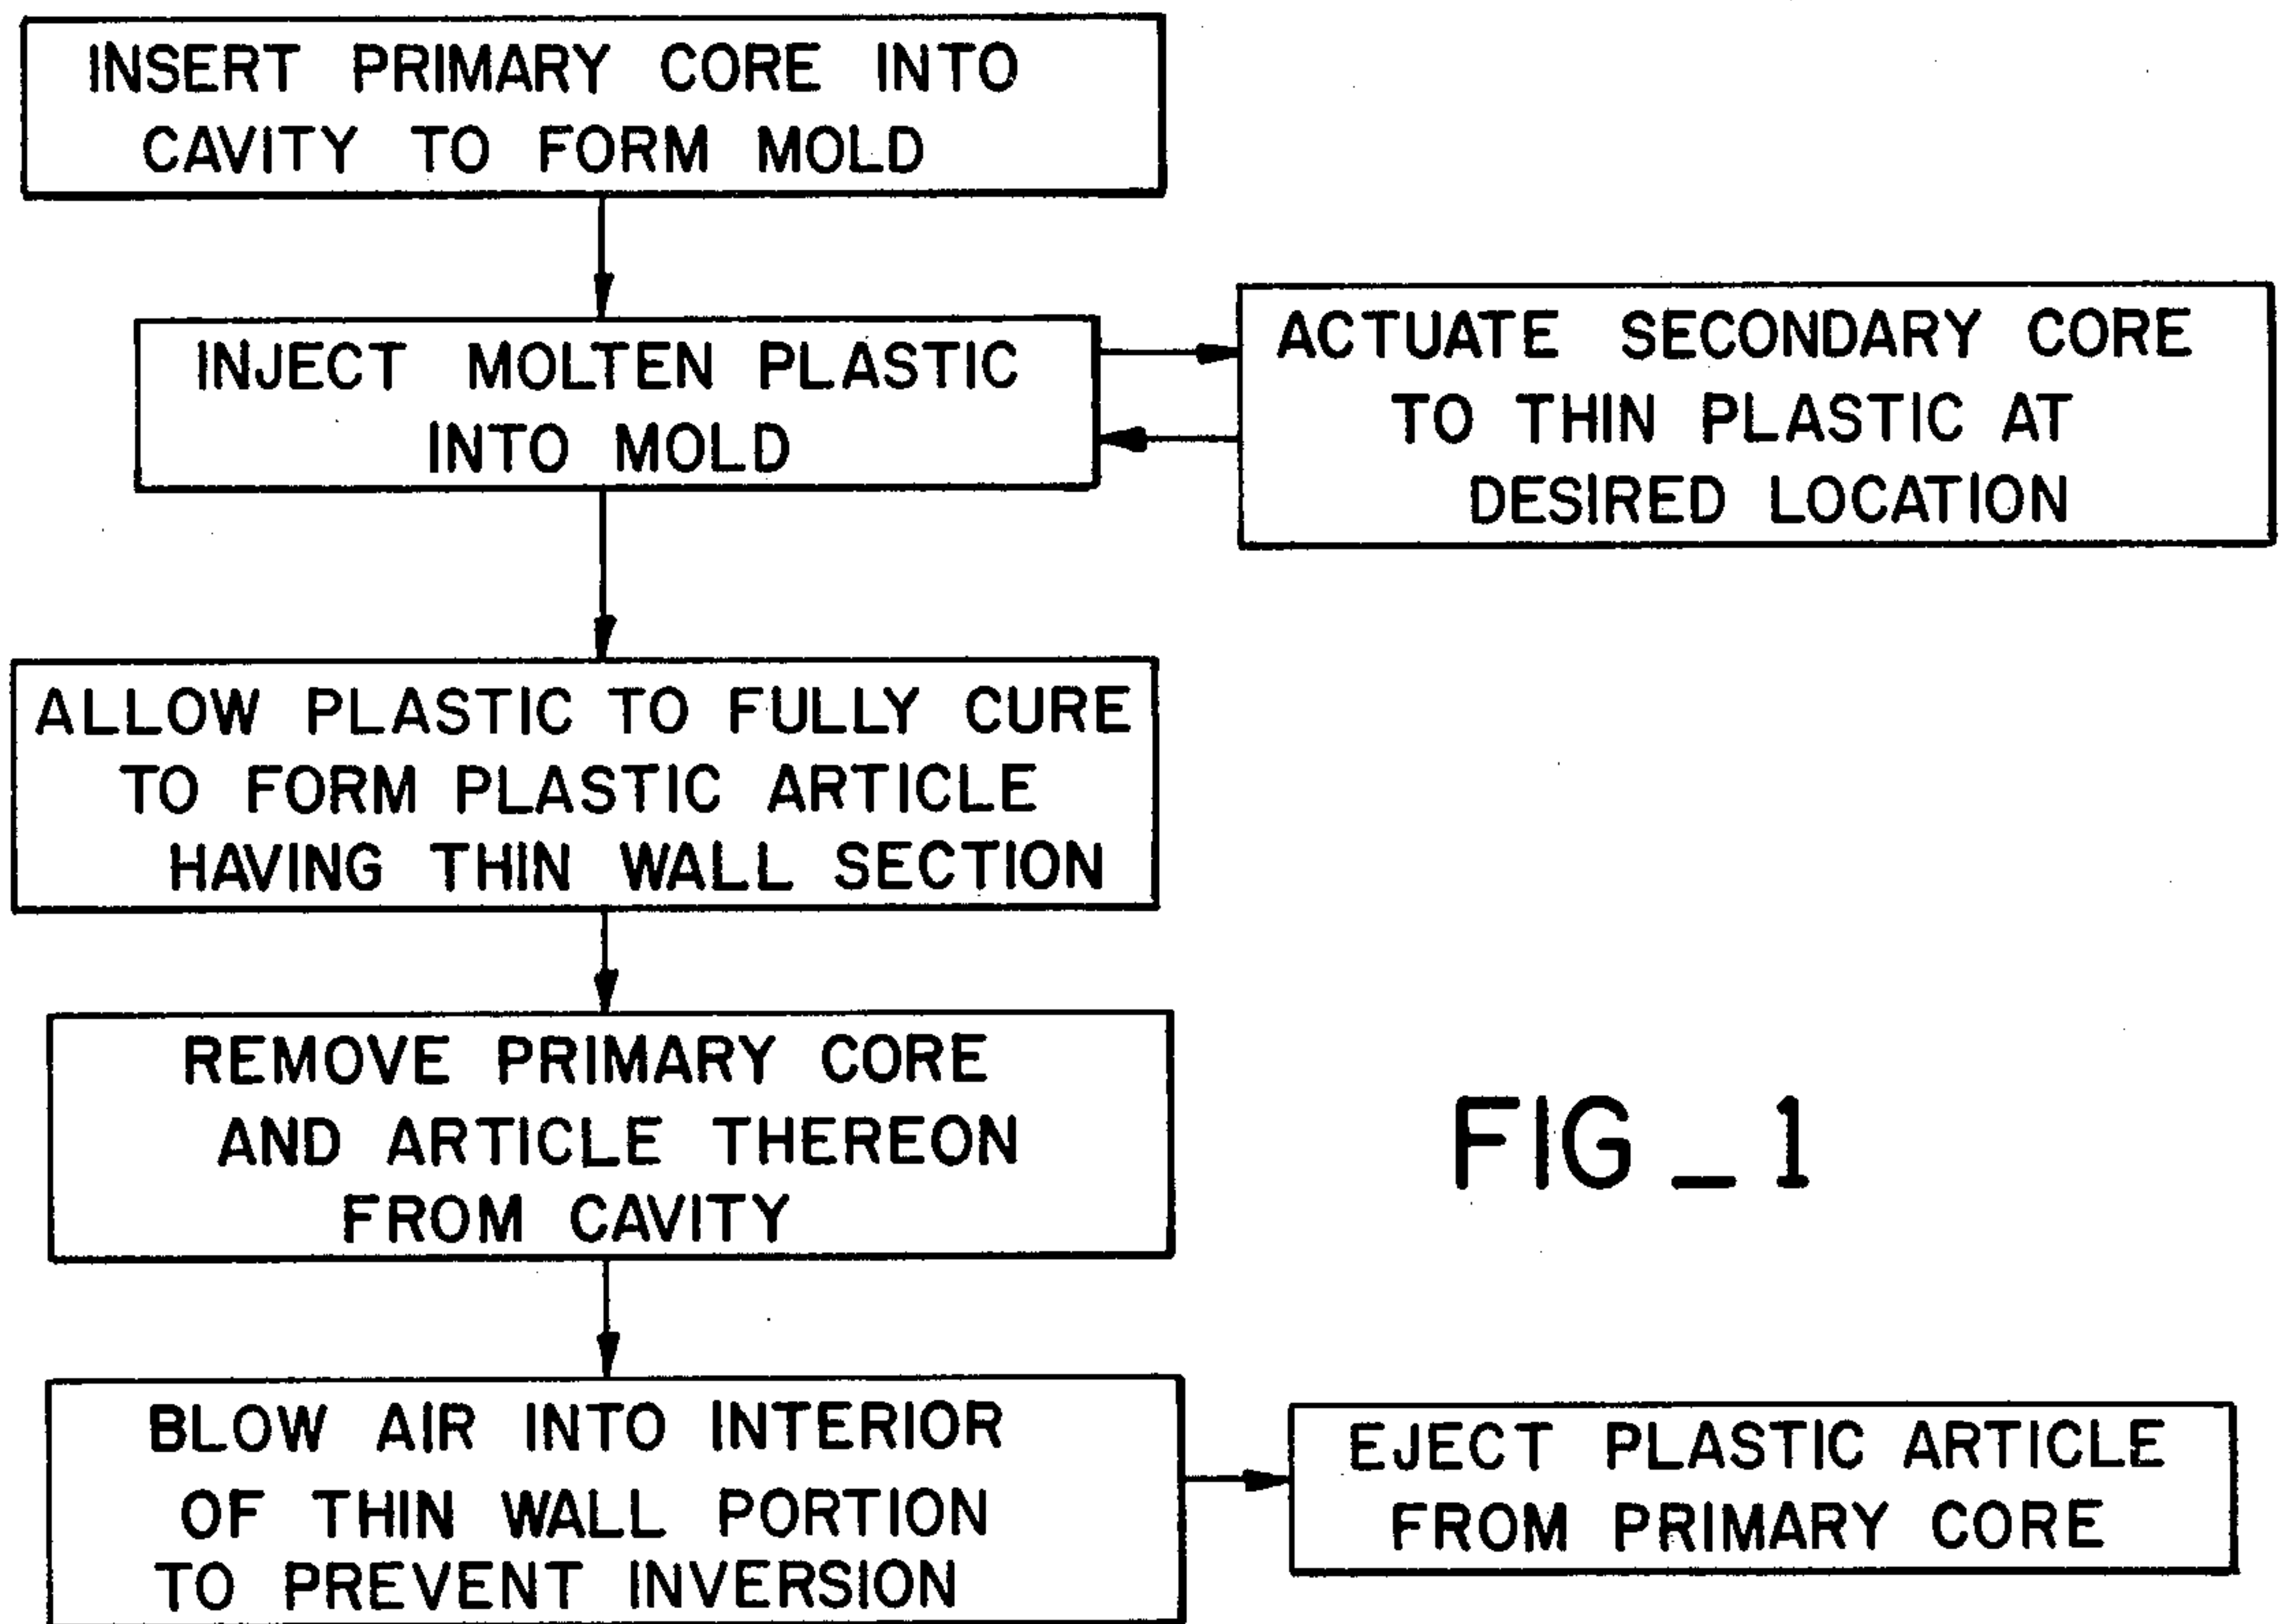 INSERT PRIMARY CORE INTO
CAVITY TO FORM MOLD
INJECT MOLTEN PLASTIC
INTO MOLD
ACTUATE SECONDARY CORE
TO THIN PLASTIC AT
DESIRED LOCATION
ALLOW PLASTIC TO FULLY CURE
TO FORM PLASTIC ARTICLE
HAVING THIN WALL SECTION
REMOVE PRIMARY CORE
AND ARTICLE THEREON
FROM CAVITY
FIG_1
BLOW AIR INTO INTERIOR
OF THIN WALL PORTION
TO PREVENT INVERSION
EJECT PLASTIC ARTICLE
FROM PRIMARY CORE